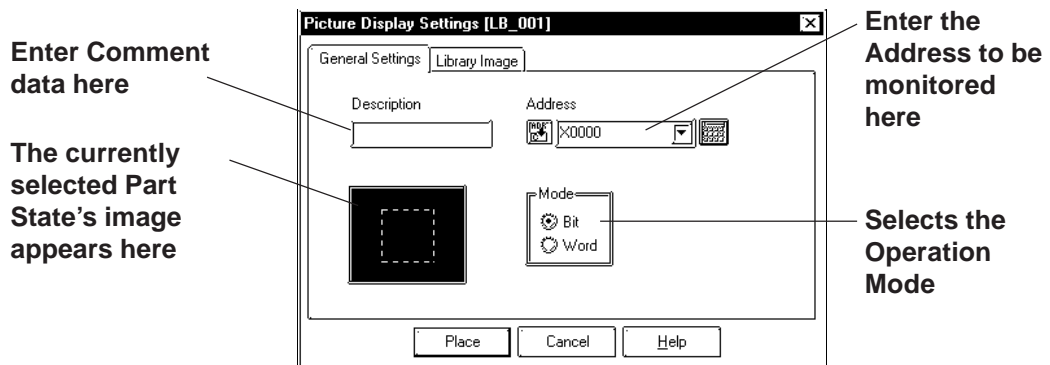 Picture Display Settings [LB_001]
General Settings
Library Image
Description
Address
X0000
Mode
Bit
Word
Place
Cancel
Help
Enter Comment
data here
The currently
selected Part
State's image
appears here
Enter the
Address to be
monitored
here
Selects the
Operation
Mode